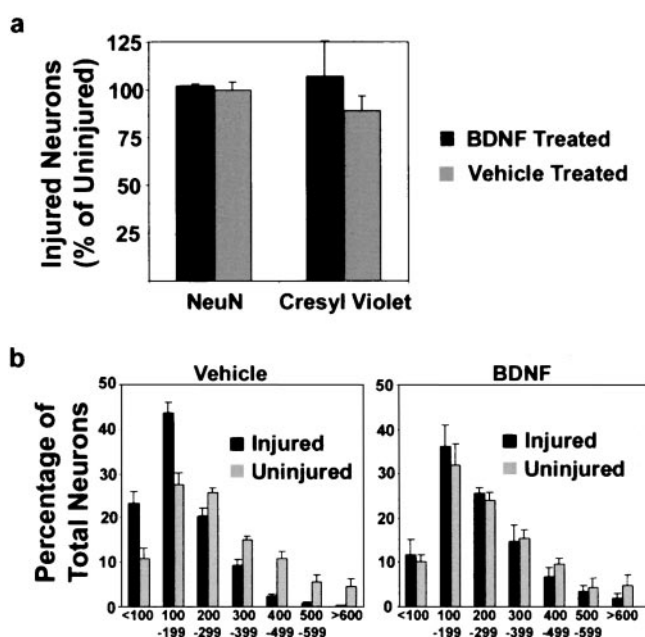 a
Injured Neurons
(% of Uninjured)
125
100
75
50
25
NeuN
Cresyl Violet
BDNF Treated
Vehicle Treated
b
Percentage of
Total Neurons
Vehicle
50
40
30
20
10
0
Injured
Uninjured
<100 100 200 300 400 500 >600
-199 -299 -399 -499 -599
BDNF
50
40
30
20
10
0
Injured
Uninjured
<100 100 200 300 400 500 >600
-199 -299 -399 -499 -599